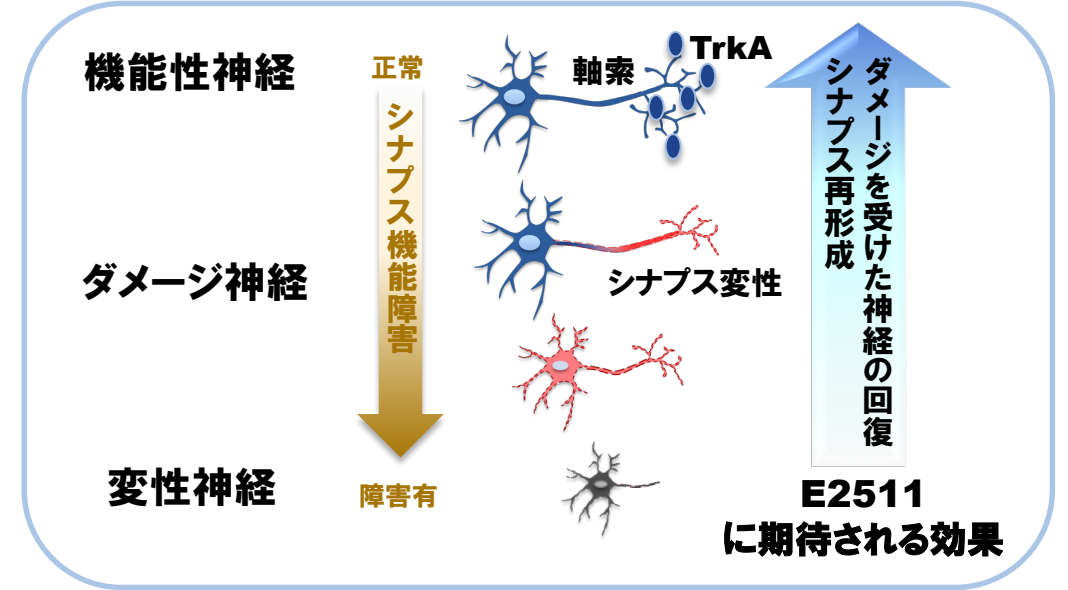 機能性神経
正常
軸索
TrkA
シナプス機能障害
ダメージを受けた神経の回復
シナプス再形成
ダメージ神経
シナプス変性
変性神経
障害有
E2511
に期待される効果